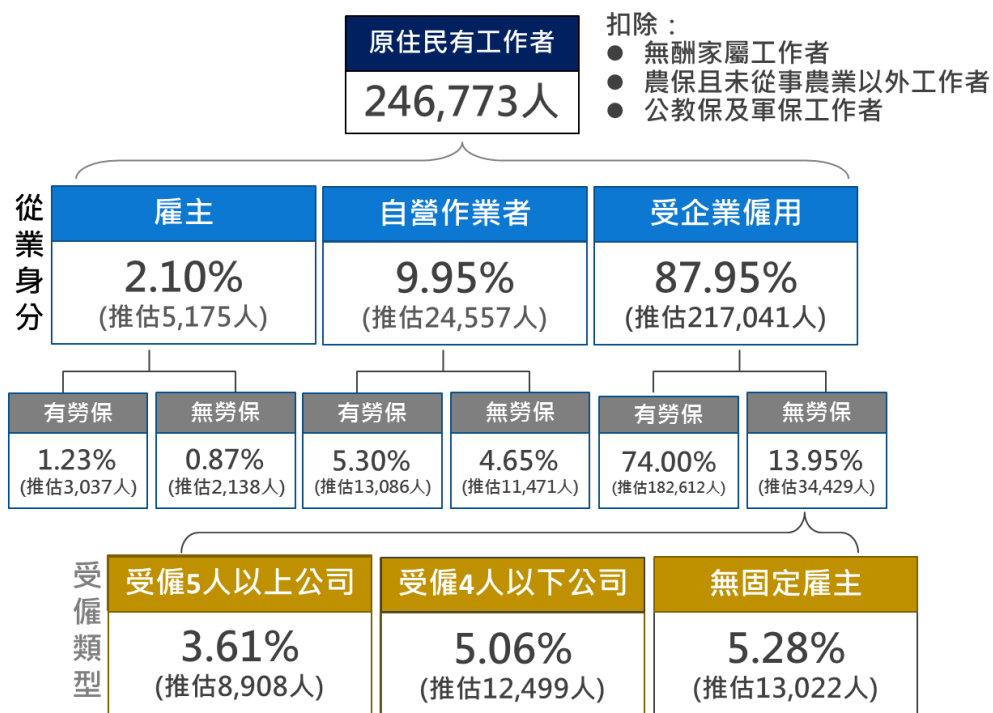 原住民有工作者
246,773人
扣除：
● 無酬家屬工作者
● 農保且未從事農業以外工作者
● 公教保及軍保工作者
從業身分
雇主
2.10%
(推估5,175人)
自營作業者
9.95%
(推估24,557人)
受企業僱用
87.95%
(推估217,041人)
有勞保
1.23%
(推估3,037人)
無勞保
0.87%
(推估2,138人)
有勞保
5.30%
(推估13,086人)
無勞保
4.65%
(推估11,471人)
有勞保
74.00%
(推估182,612人)
無勞保
13.95%
(推估34,429人)
受僱類型
受僱5人以上公司
3.61%
(推估8,908人)
受僱4人以下公司
5.06%
(推估12,499人)
無固定雇主
5.28%
(推估13,022人)